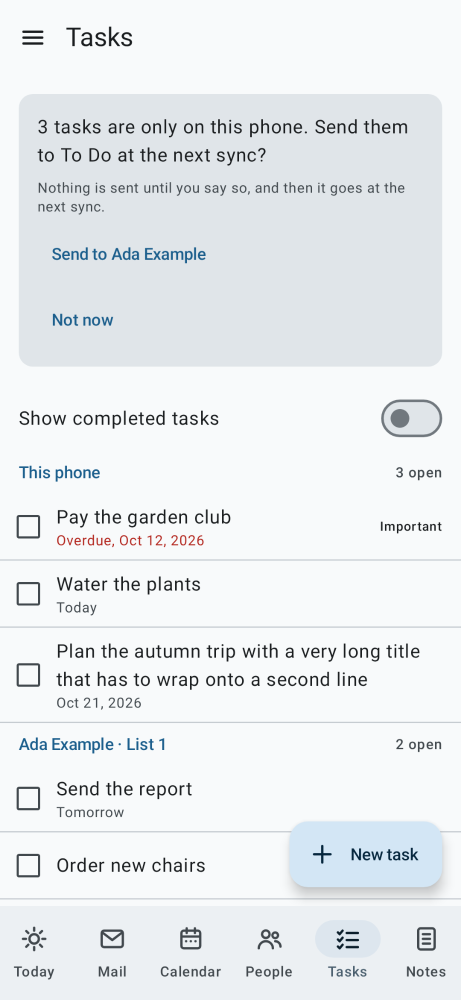 Tasks
3 tasks are only on this phone. Send them
to To Do at the next sync?
Nothing is sent until you say so, and then it goes at the
next sync.
Send to Ada Example
Not now
Show completed tasks
This phone
3 open
Pay the garden club
Important
Overdue, Oct 12, 2026
Water the plants
Today
Plan the autumn trip with a very long title
that has to wrap onto a second line
Oct 21, 2026
Ada Example · List 1
2 open
Send the report
Tomorrow
Order new chairs
New task
Today
Mail
Calendar
People
Tasks
Notes